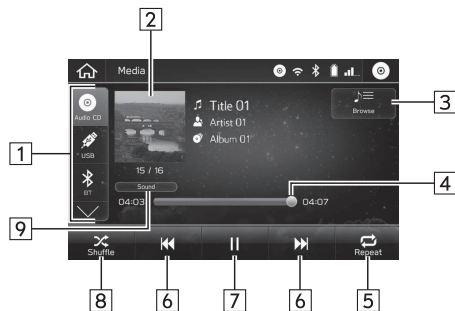 2
Media
Audio CD
USB
BT
Title 01
Artist 01
Album 01
Browse
15 / 16
Sound
04:03
04:07
Shuffle
Repeat
1
3
4
9
8
6
7
6
5